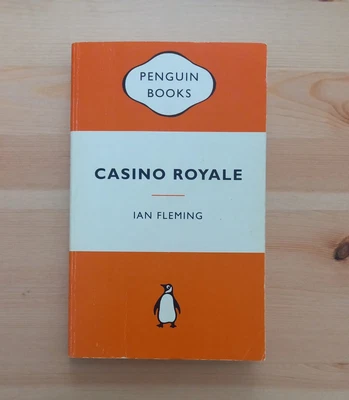 PENGUIN
BOOKS
CASINO ROYALE
IAN FLEMING